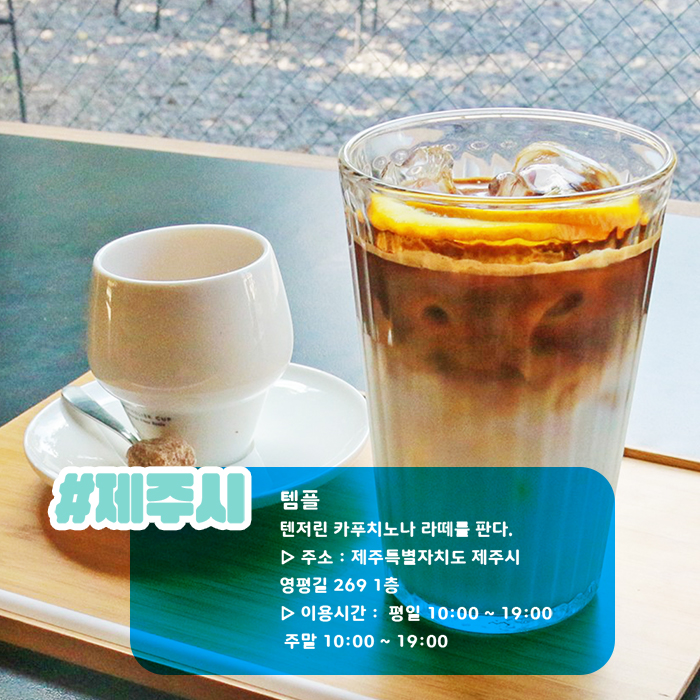 #제주시
템플
텐저린 카푸치노나 라떼를 판다.
▷ 주소 : 제주특별자치도 제주시
영평길 269 1층
▷ 이용시간 : 평일 10:00 ~ 19:00
주말 10:00 ~ 19:00